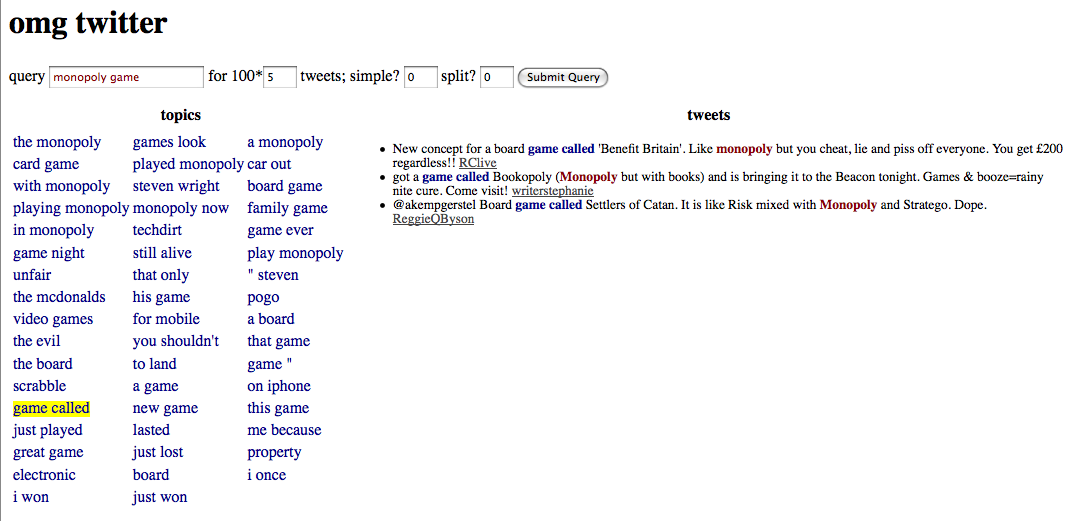 omg twitter
query monopoly game for 100* 5 tweets; simple? 0 split? 0 Submit Query
topics
the monopoly games look a monopoly
card game played monopoly car out
with monopoly steven wright board game
playing monopoly monopoly now family game
in monopoly techdirt game ever
game night still alive play monopoly
unfair that only " steven
the mcdonalds his game pogo
video games for mobile a board
the evil you shouldn't that game
the board to land game "
scrabble a game on iphone
game called new game this game
just played lasted me because
great game just lost property
electronic board i once
i won just won
tweets
• New concept for a board game called 'Benefit Britain'. Like monopoly but you cheat, lie and piss off everyone. You get £200
regardless!! RClive
• got a game called Bookopoly (Monopoly but with books) and is bringing it to the Beacon tonight. Games & booze=rainy
nite cure. Come visit! writerstephanie
• @akempgerstel Board game called Settlers of Catan. It is like Risk mixed with Monopoly and Stratego. Dope.
ReggieQByson